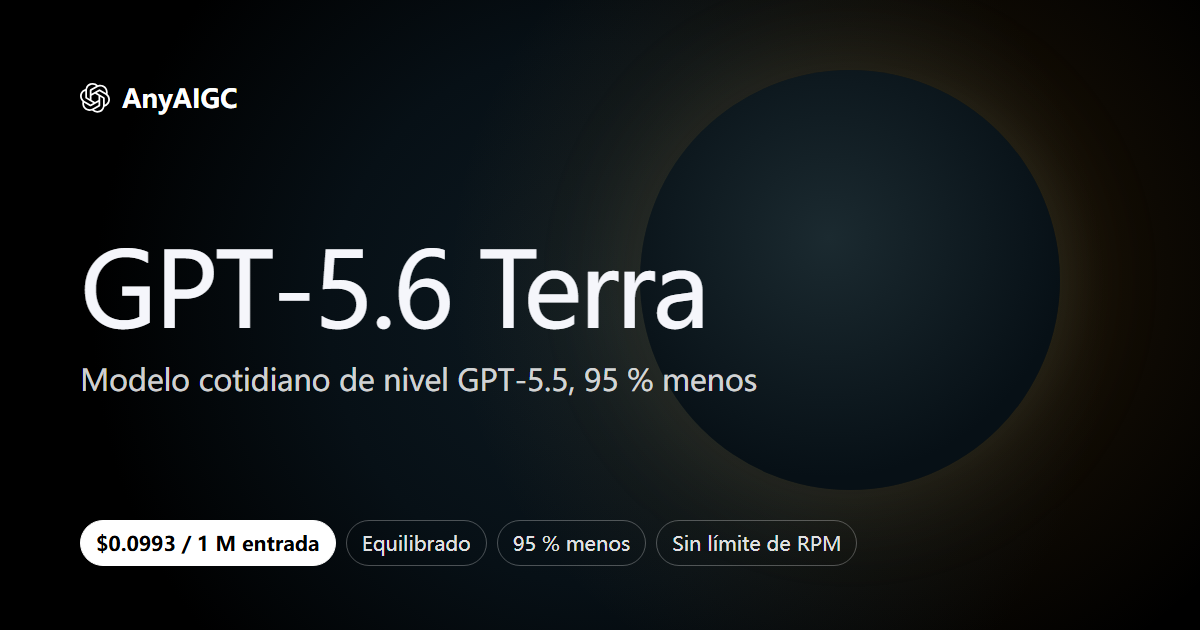 AnyAIGC
GPT-5.6 Terra
Modelo cotidiano de nivel GPT-5.5, 95 % menos
$0.0993 / 1 M entrada
Equilibrado
95 % menos
Sin límite de RPM